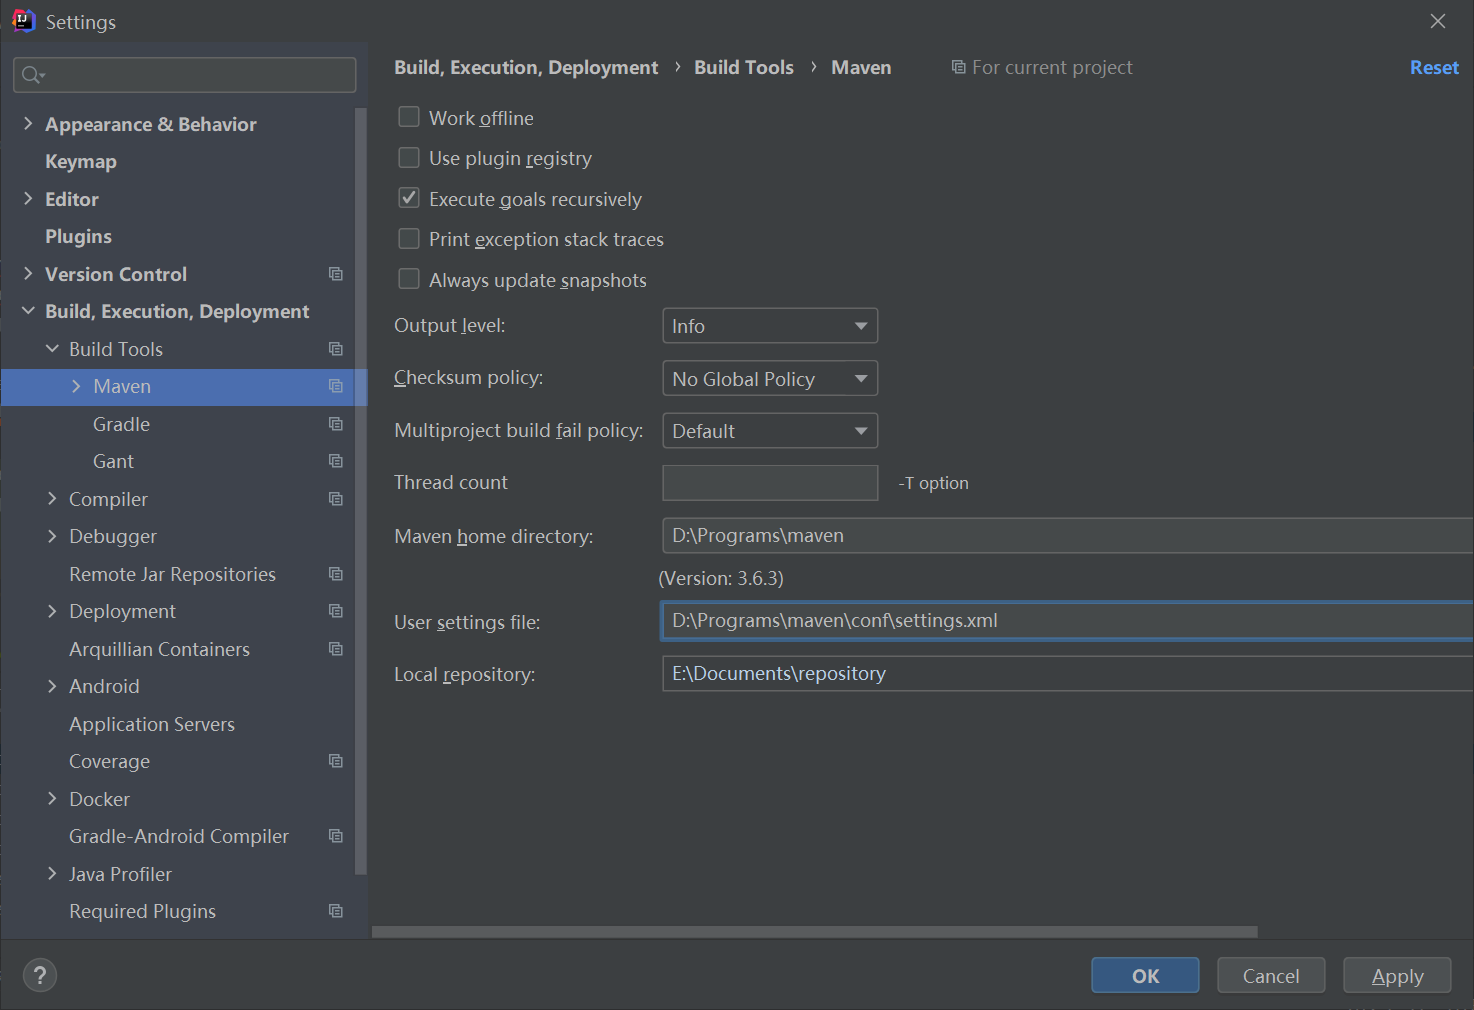 Settings
Build, Execution, Deployment › Build Tools › Maven For current project Reset
Appearance & Behavior
Keymap
Editor
Plugins
Version Control
Build, Execution, Deployment
Build Tools
Maven
Gradle
Gant
Compiler
Debugger
Remote Jar Repositories
Deployment
Arquillian Containers
Android
Application Servers
Coverage
Docker
Gradle-Android Compiler
Java Profiler
Required Plugins
Work offline
Use plugin registry
Execute goals recursively
Print exception stack traces
Always update snapshots
Output level: Info
Checksum policy: No Global Policy
Multiproject build fail policy: Default
Thread count -T option
Maven home directory: D:\Programs\maven
(Version: 3.6.3)
User settings file: D:\Programs\maven\conf\settings.xml
Local repository: E:\Documents\repository
? OK Cancel Apply